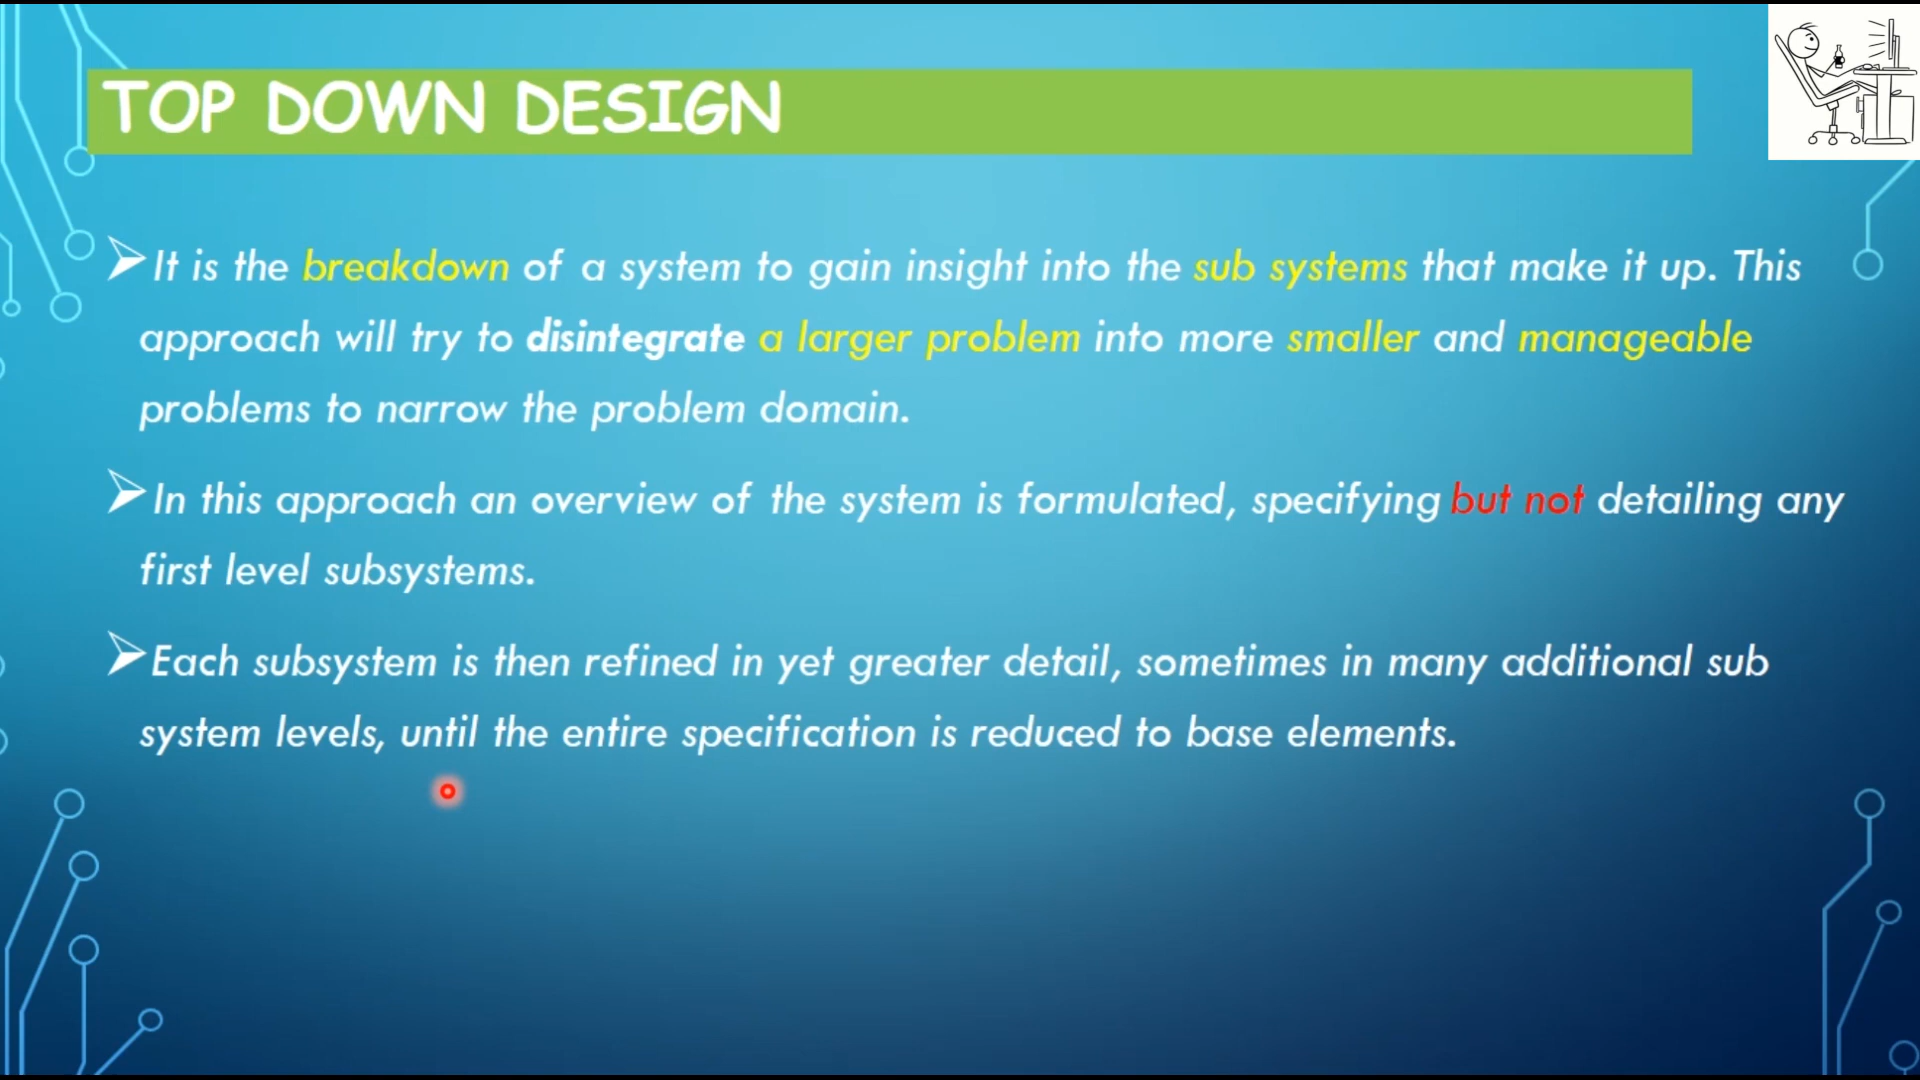 TOP DOWN DESIGN
It is the breakdown of a system to gain insight into the sub systems that make it up. This
approach will try to disintegrate a larger problem into more smaller and manageable
problems to narrow the problem domain.
In this approach an overview of the system is formulated, specifying but not detailing any
first level subsystems.
Each subsystem is then refined in yet greater detail, sometimes in many additional sub
system levels, until the entire specification is reduced to base elements.